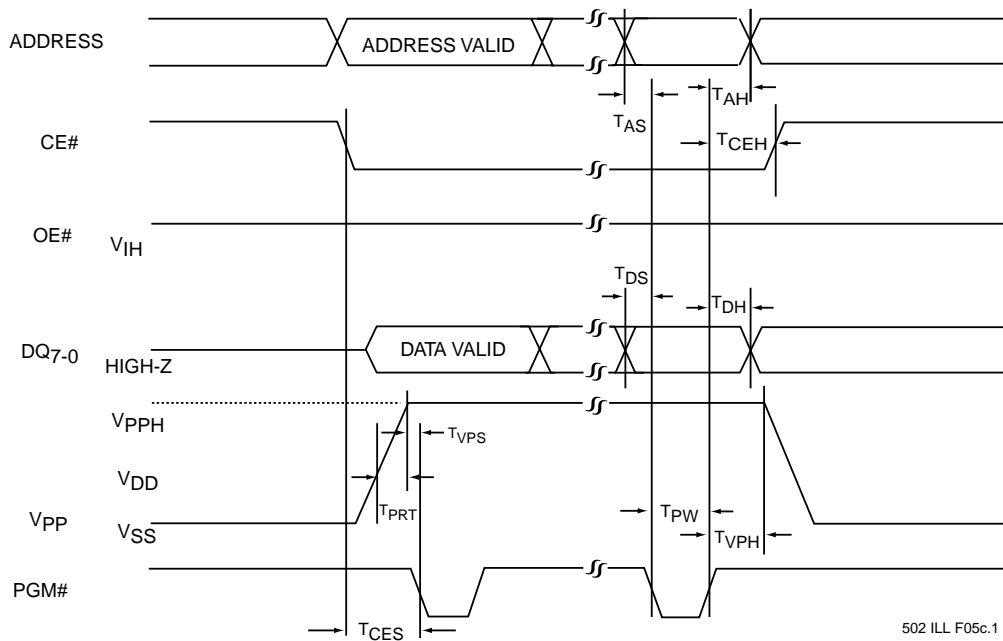 ADDRESS
ADDRESS VALID
TAH
TAS
CE#
TCEH
OE#
VIH
TDS
TDH
DQ7-0
DATA VALID
HIGH-Z
VPPH
TVPS
VDD
TPRT
TPW
VPP
VSS
TVPH
PGM#
TCES
502 ILL F05c.1